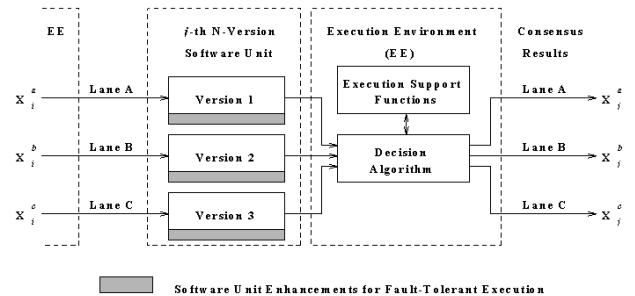 EE
j-th N-Version
Software Unit
Execution Environment
(EE)
Consensus
Results
X i a
Lane A
Version 1
Execution Support
Functions
Lane A
X j a
X i b
Lane B
Version 2
Decision
Algorithm
Lane B
X j b
X i c
Lane C
Version 3
Lane C
X j c
Software Unit Enhancements for Fault-Tolerant Execution